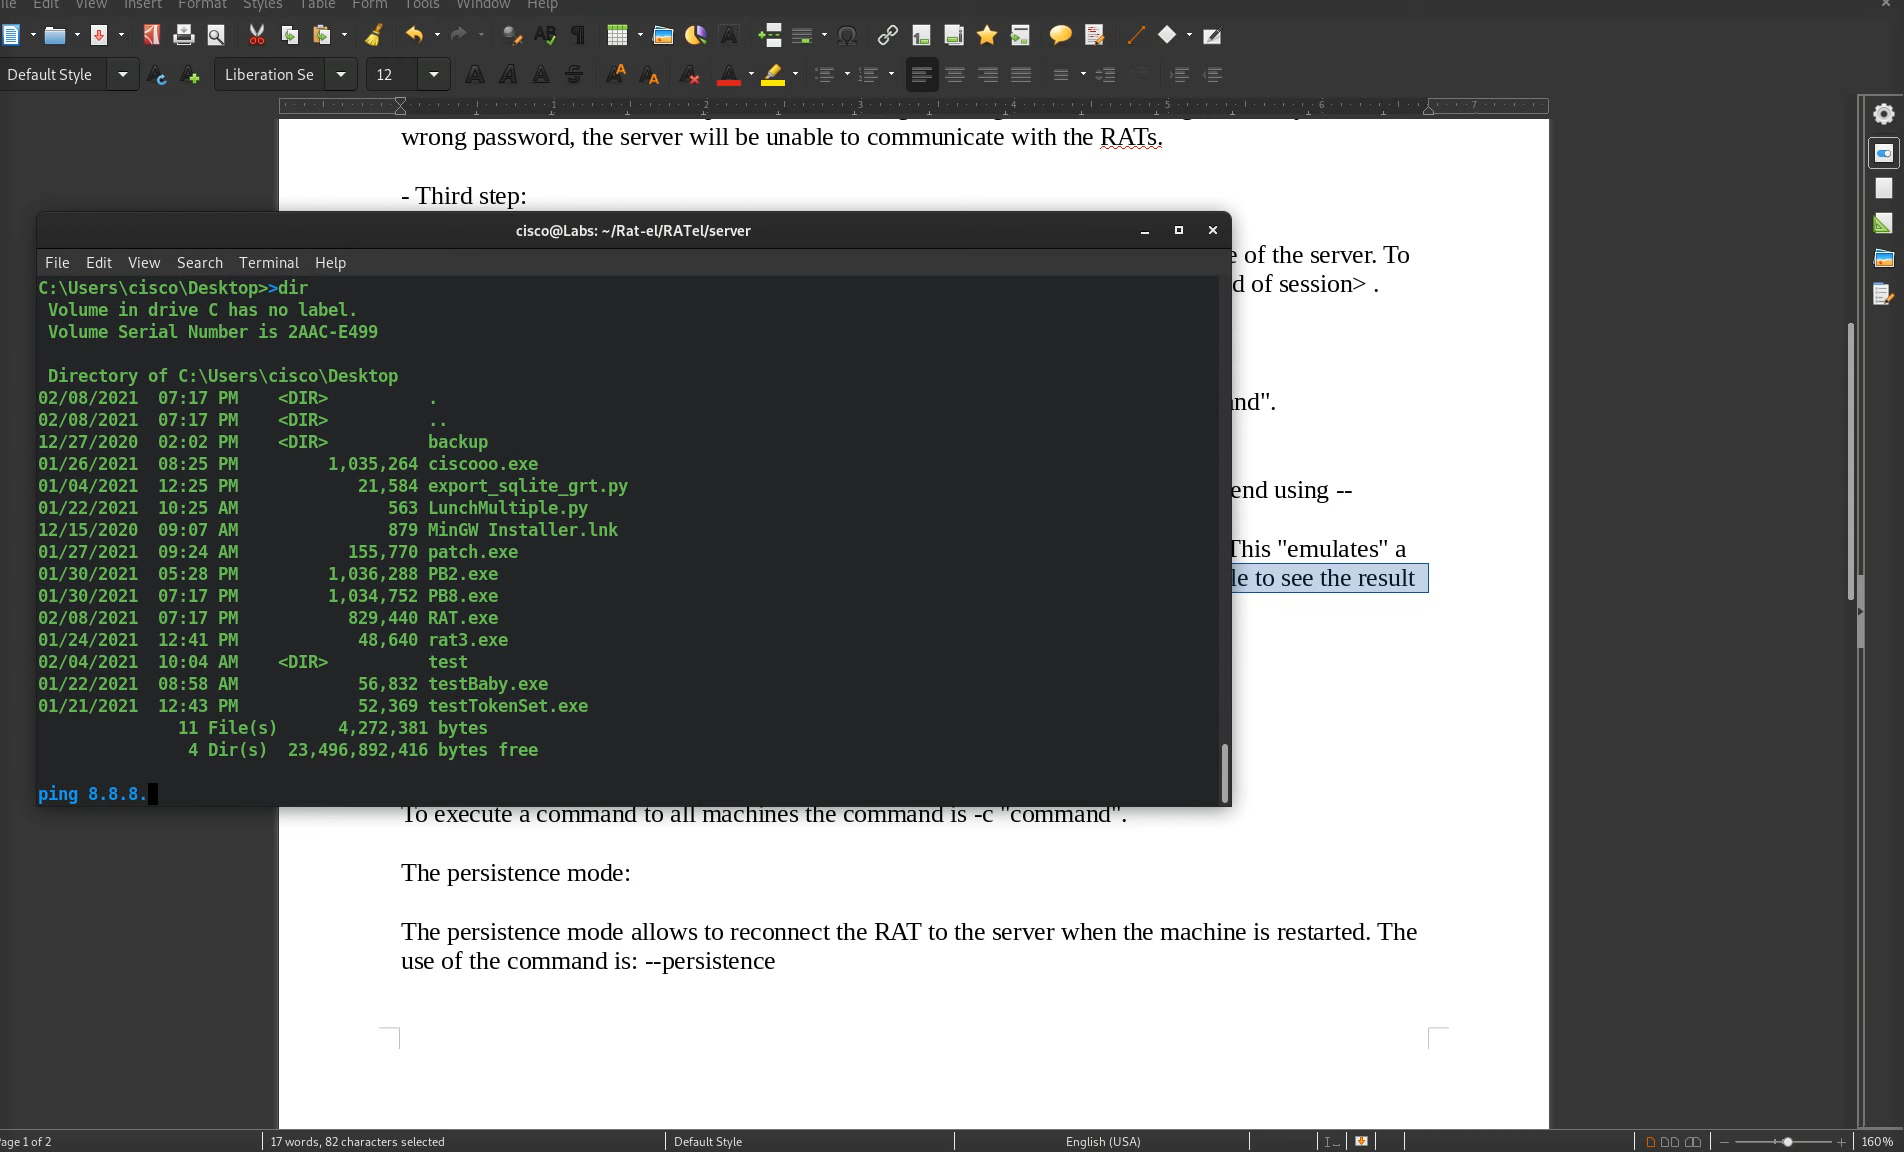 Edit View Insert Format Styles Table Form Tools Window Help
Default Style Liberation Se 12
1 2 3 4 5 6 7
wrong password, the server will be unable to communicate with the RATs.
- Third step:
cisco@Labs: ~/Rat-el/RATel/server
of the server. To
File Edit View Search Terminal Help
d of session> .
C:\Users\cisco\Desktop>>dir
Volume in drive C has no label.
Volume Serial Number is 2AAC-E499
Directory of C:\Users\cisco\Desktop
02/08/2021 07:17 PM <DIR> .
nd".
02/08/2021 07:17 PM <DIR> ..
12/27/2020 02:02 PM <DIR> backup
01/26/2021 08:25 PM 1,035,264 ciscooo.exe
01/04/2021 12:25 PM 21,584 export_sqlite_grt.py
end using --
01/22/2021 10:25 AM 563 LunchMultiple.py
12/15/2020 09:07 AM 879 MinGW Installer.lnk
01/27/2021 09:24 AM 155,770 patch.exe
This "emulates" a
01/30/2021 05:28 PM 1,036,288 PB2.exe
le to see the result
01/30/2021 07:17 PM 1,034,752 PB8.exe
02/08/2021 07:17 PM 829,440 RAT.exe
01/24/2021 12:41 PM 48,640 rat3.exe
02/04/2021 10:04 AM <DIR> test
01/22/2021 08:58 AM 56,832 testBaby.exe
01/21/2021 12:43 PM 52,369 testTokenSet.exe
11 File(s) 4,272,381 bytes
4 Dir(s) 23,496,892,416 bytes free
ping 8.8.8.
To execute a command to all machines the command is -c "command".
The persistence mode:
The persistence mode allows to reconnect the RAT to the server when the machine is restarted. The
use of the command is: --persistence
age 1 of 2 17 words, 82 characters selected Default Style English (USA) 160%